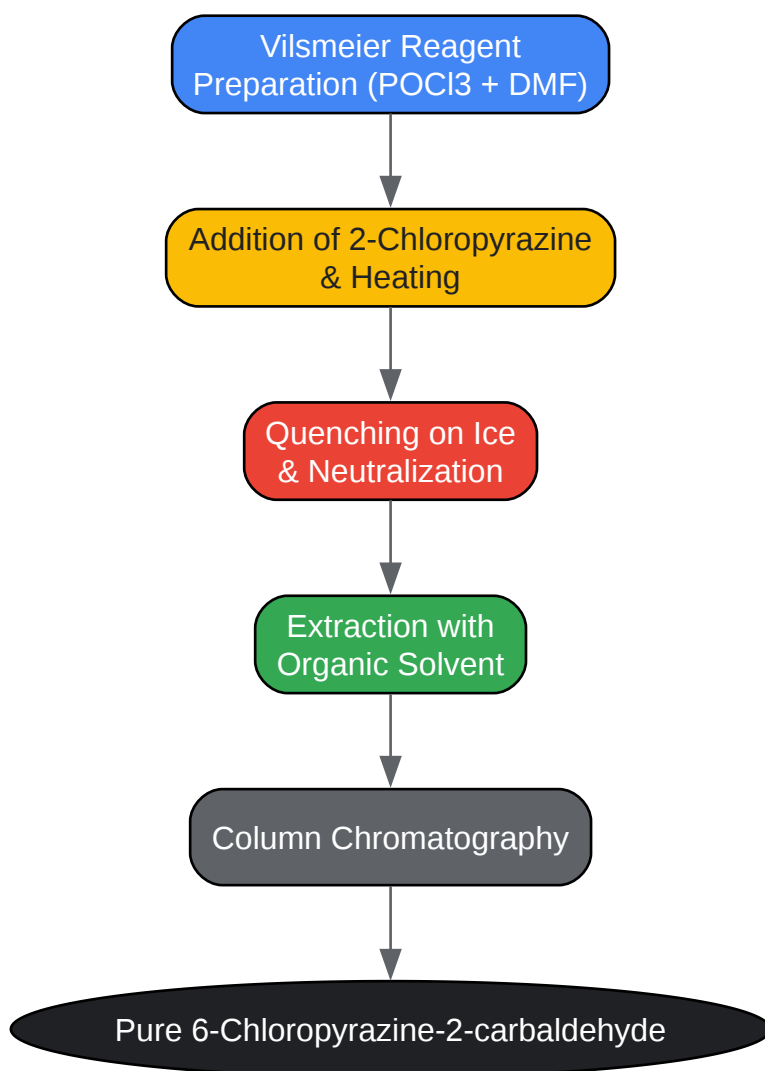 Vilsmeier Reagent
Preparation (POCl3 + DMF)
Addition of 2-Chloropyrazine
& Heating
Quenching on Ice
& Neutralization
Extraction with
Organic Solvent
Column Chromatography
Pure 6-Chloropyrazine-2-carbaldehyde